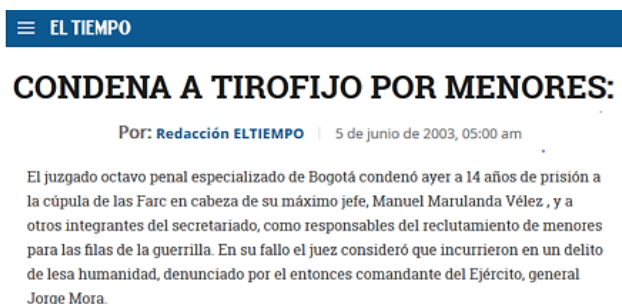 EL TIEMPO
CONDENA A TIROFIJO POR MENORES:
Por: Redacción ELTIEMPO 5 de junio de 2003, 05:00 am
El juzgado octavo penal especializado de Bogotá condenó ayer a 14 años de prisión a
la cúpula de las Farc en cabeza de su máximo jefe, Manuel Marulanda Vélez , y a
otros integrantes del secretariado, como responsables del reclutamiento de menores
para las filas de la guerrilla. En su fallo el juez consideró que incurrieron en un delito
de lesa humanidad, denunciado por el entonces comandante del Ejército, general
Jorge Mora.